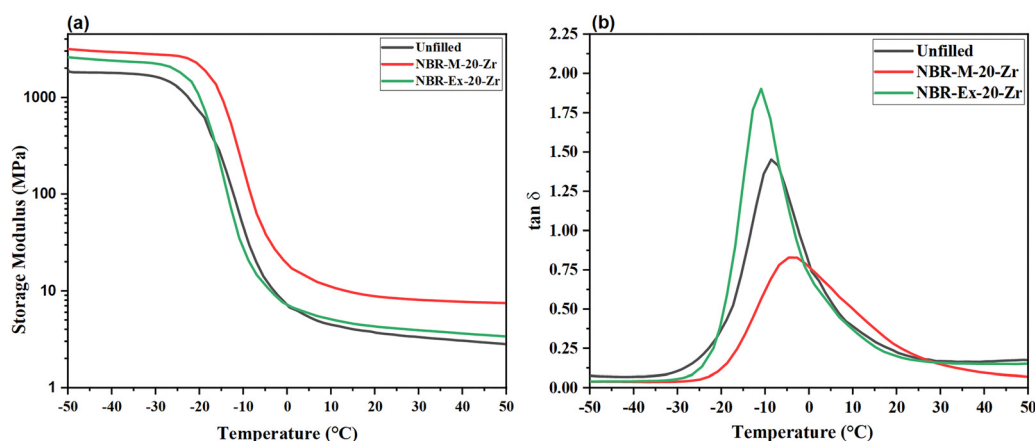 (a)
Unfilled
NBR-M-20-Zr
NBR-Ex-20-Zr
1000
100
10
1
Storage Modulus (MPa)
-50 -40 -30 -20 -10 0 10 20 30 40 50
Temperature (°C)
(b)
Unfilled
NBR-M-20-Zr
NBR-Ex-20-Zr
2.25
2.00
1.75
1.50
1.25
1.00
0.75
0.50
0.25
0.00
tan δ
-50 -40 -30 -20 -10 0 10 20 30 40 50
Temperature (°C)